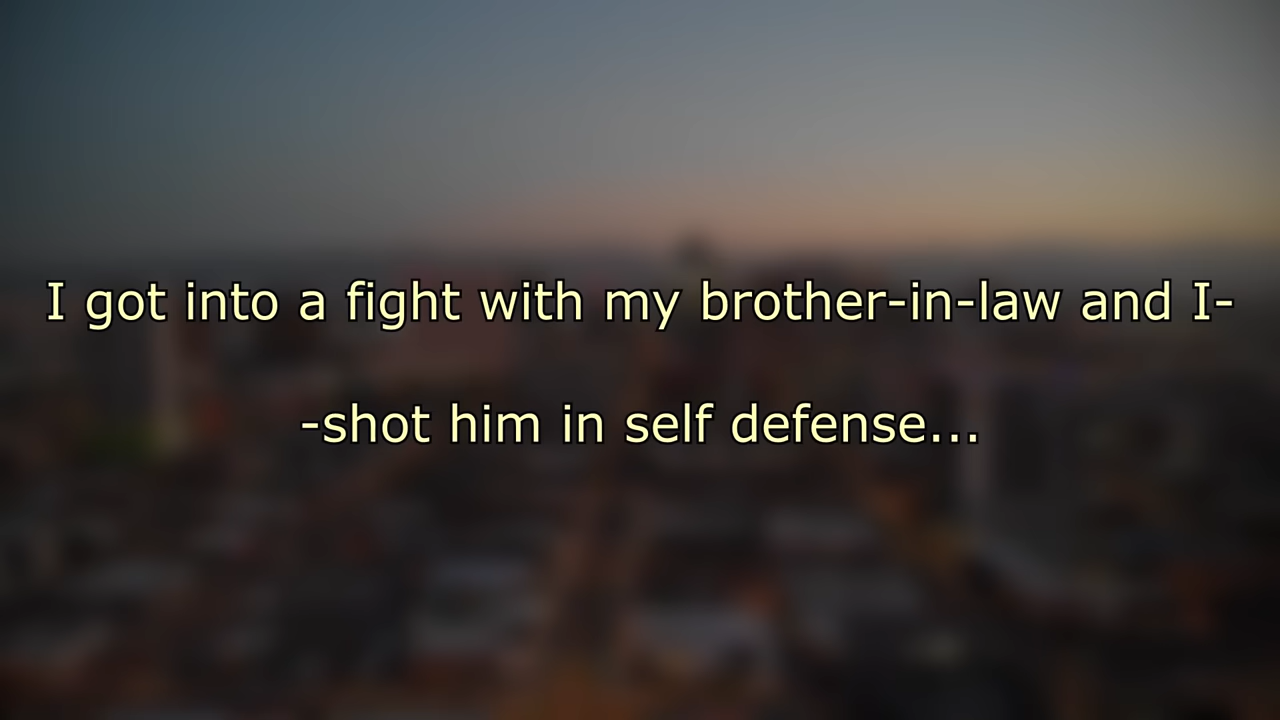 I got into a fight with my brother-in-law and I-
-shot him in self defense...